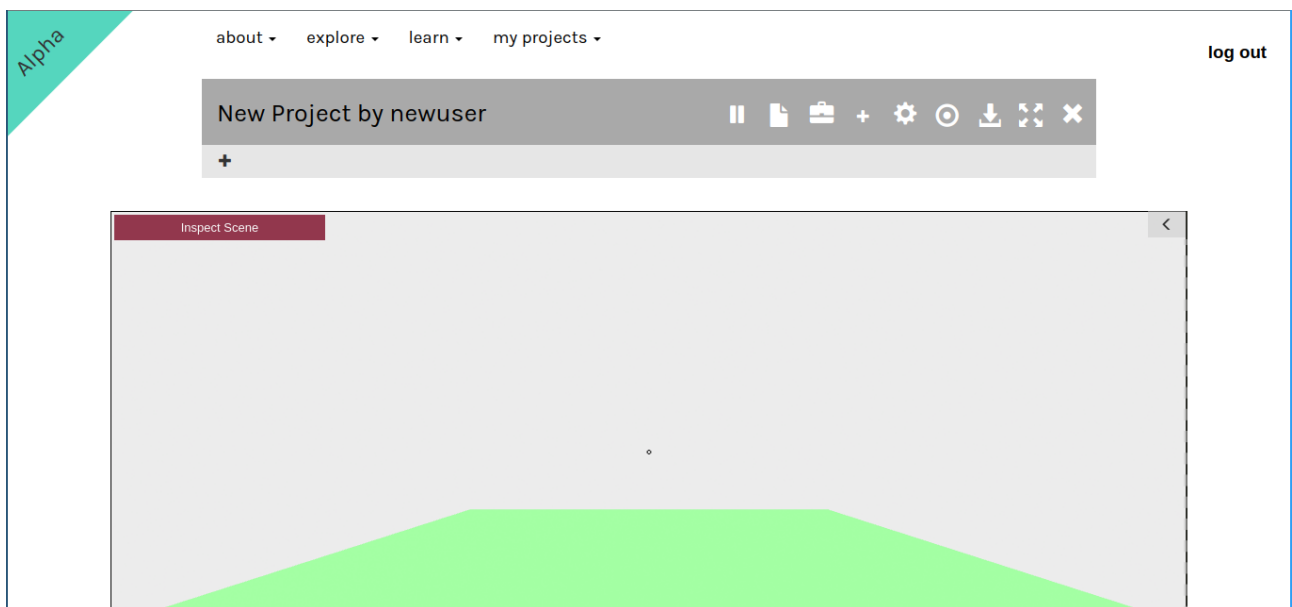 Alpha
about explore learn my projects
log out
New Project by newuser
Inspect Scene